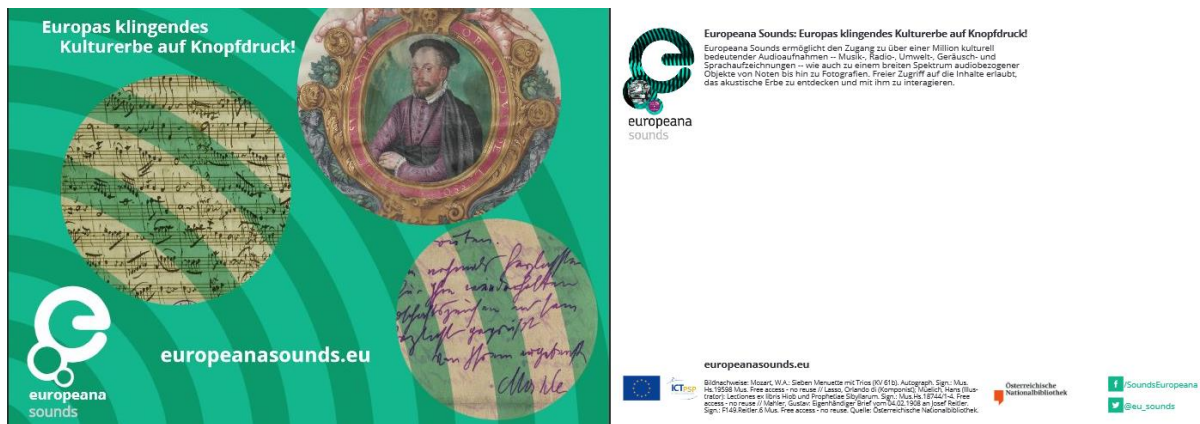 Europas klingendes
Kulturerbe auf Knopfdruck!
europeanasounds.eu
europeana
sounds
Europeana Sounds: Europas klingendes Kulturerbe auf Knopfdruck!
Europeana Sounds ermöglicht den Zugang zu über einer Million kulturell
bedeutender Audioaufnahmen -- Musik-, Radio-, Umwelt-, Geräusch- und
Sprachaufzeichnungen -- wie auch zu einem breiten Spektrum audiobezogener
Objekte von Noten bis hin zu Fotografien. Freier Zugriff auf die Inhalte erlaubt,
das akustische Erbe zu entdecken und mit ihm zu interagieren.
europeana
sounds
europeanasounds.eu
ICT PSP
Bildnachweise: Mozart, W.A.: Sieben Menuette mit Trios (KV 61b). Autograph. Sign.: Mus.
Hs.19598 Mus. Free access - no reuse // Lasso, Orlando di (Komponist); Müelich, Hans (Illus-
trator): Lectiones ex libris Hiob und Prophetiae Sibyllarum. Sign.: Mus.Hs.18744/1-4. Free
access - no reuse // Mahler, Gustav: Eigenhändiger Brief vom 04.02.1908 an Josef Reitler.
Sign.: F149.Reitler.6 Mus. Free access - no reuse. Quelle: Österreichische Nationalbibliothek.
Österreichische
Nationalbibliothek
/SoundsEuropeana
@eu_sounds